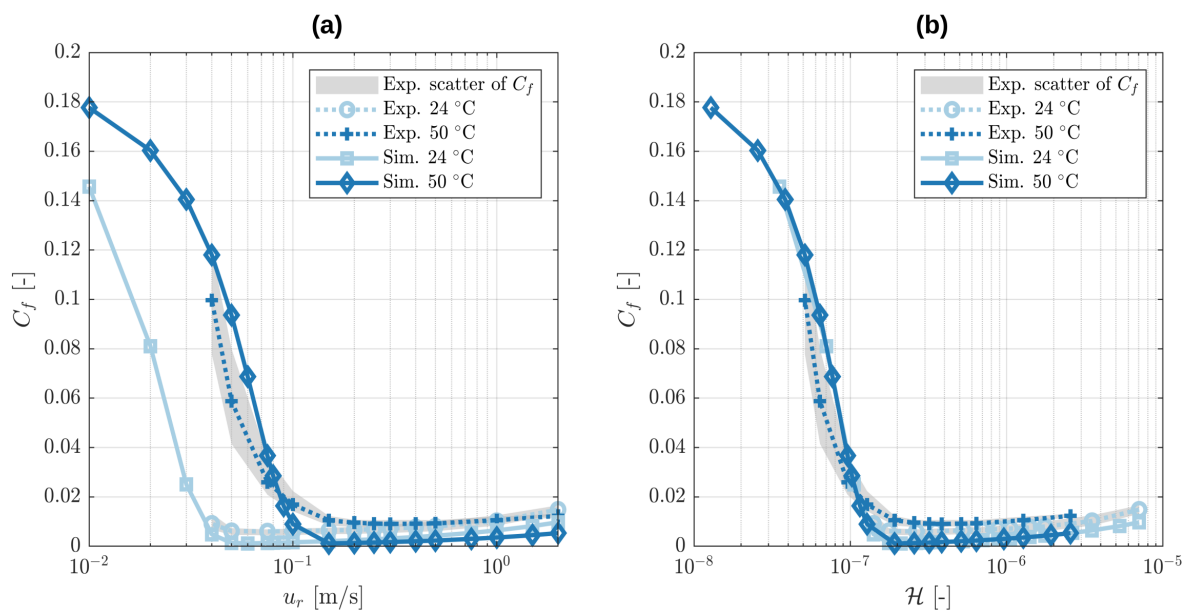 (a)
0.2
0.18
0.16
0.14
0.12
0.1
0.08
0.06
0.04
0.02
0
C_f [-]
10^-2
10^-1
10^0
u_r [m/s]
Exp. scatter of C_f
Exp. 24 °C
Exp. 50 °C
Sim. 24 °C
Sim. 50 °C
(b)
0.2
0.18
0.16
0.14
0.12
0.1
0.08
0.06
0.04
0.02
0
C_f [-]
10^-8
10^-7
10^-6
10^-5
ℋ [-]
Exp. scatter of C_f
Exp. 24 °C
Exp. 50 °C
Sim. 24 °C
Sim. 50 °C